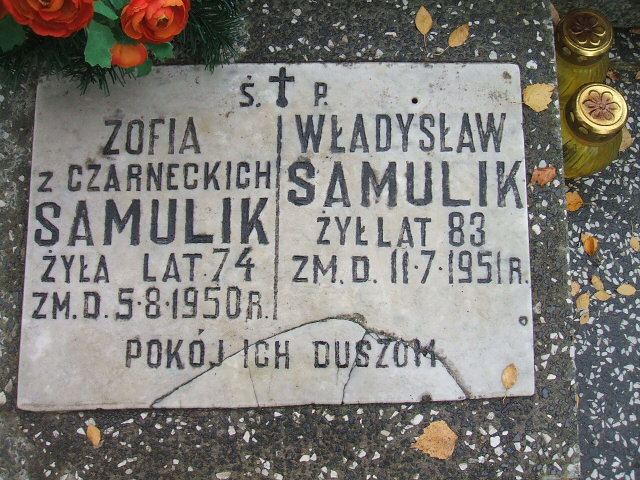 Ś. P.
ZOFIA
z CZARNECKICH
SAMULIK
ŻYŁA LAT 74
ZM. D. 5·8·1950 R.
WŁADYSŁAW
SAMULIK
ŻYŁ LAT 83
ZM. D. 11·7·1951 R.
POKÓJ ICH DUSZOM